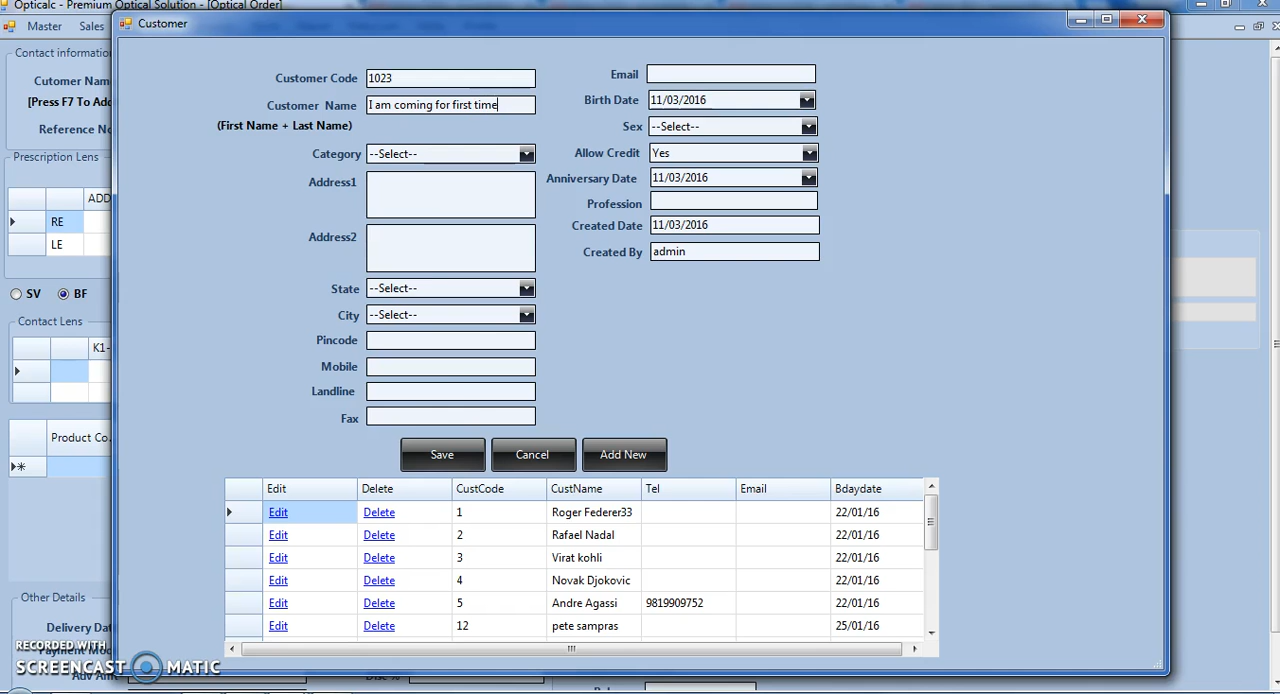 Opticalc - Premium Optical Solution - [Optical Order]
Master Sales
Customer
Contact information
Cutomer Nam
[Press F7 To Add
Reference No
Prescription Lens
ADD
RE
LE
SV BF
Contact Lens
K1-
Product Co...
Other Details
Delivery Dat
Payment Mod
Adv Amt
Disc %
Customer Code 1023
Customer Name I am coming for first time
(First Name + Last Name)
Category --Select--
Address1
Address2
State --Select--
City --Select--
Pincode
Mobile
Landline
Fax
Email
Birth Date 11/03/2016
Sex --Select--
Allow Credit Yes
Anniversary Date 11/03/2016
Profession
Created Date 11/03/2016
Created By admin
Save Cancel Add New
Edit Delete CustCode CustName Tel Email Bdaydate
Edit Delete 1 Roger Federer33 22/01/16
Edit Delete 2 Rafael Nadal 22/01/16
Edit Delete 3 Virat kohli 22/01/16
Edit Delete 4 Novak Djokovic 22/01/16
Edit Delete 5 Andre Agassi 9819909752 22/01/16
Edit Delete 12 pete sampras 25/01/16
RECORDED WITH
SCREENCAST MATIC